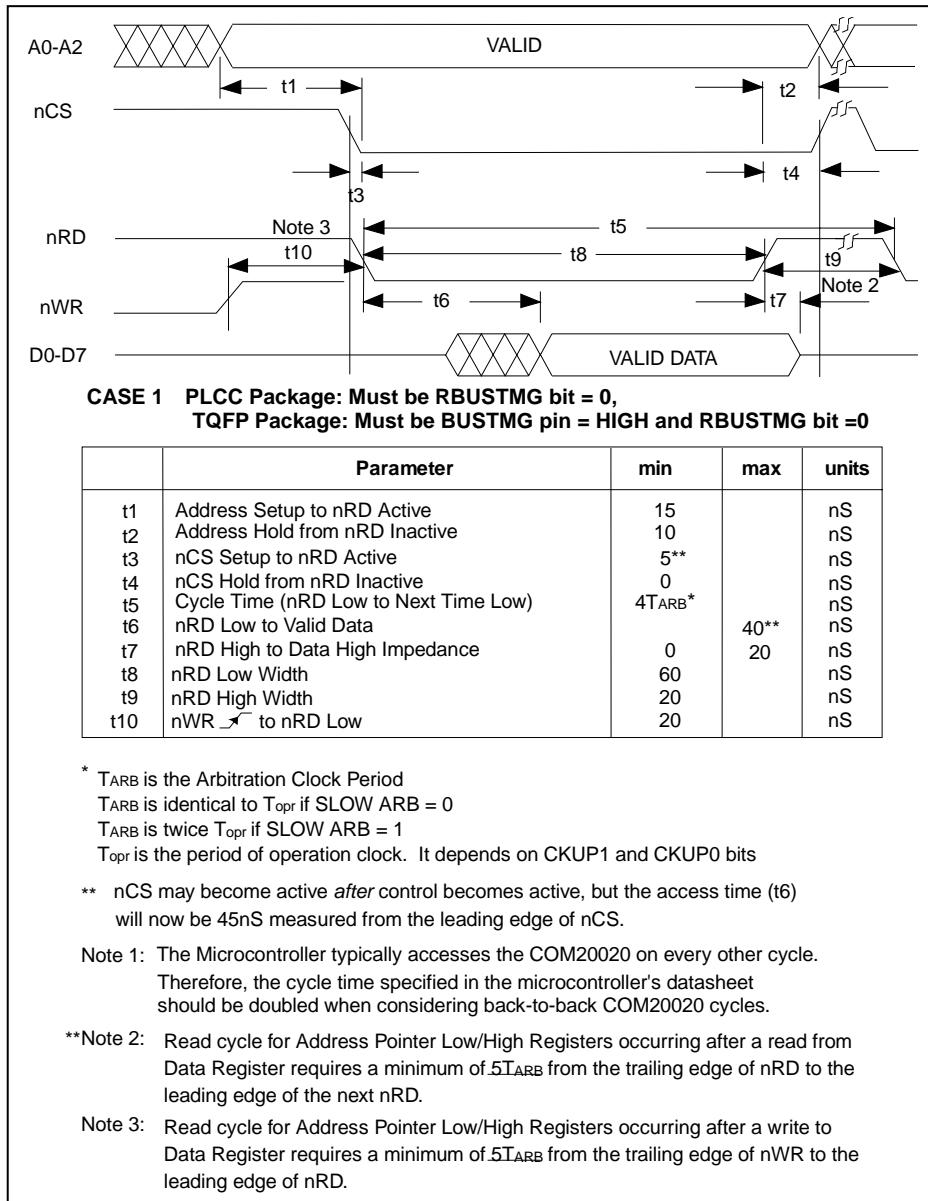 A0-A2
VALID
t1
t2
nCS
t3
t4
nRD
Note 3
t5
t10
t8
t9
nWR
t6
t7
Note 2
D0-D7
VALID DATA
CASE 1 PLCC Package: Must be RBUSTMG bit = 0,
TQFP Package: Must be BUSTMG pin = HIGH and RBUSTMG bit =0
Parameter min max units
t1 Address Setup to nRD Active 15 nS
t2 Address Hold from nRD Inactive 10 nS
t3 nCS Setup to nRD Active 5** nS
t4 nCS Hold from nRD Inactive 0 nS
t5 Cycle Time (nRD Low to Next Time Low) 4TARB* nS
t6 nRD Low to Valid Data 40** nS
t7 nRD High to Data High Impedance 0 20 nS
t8 nRD Low Width 60 nS
t9 nRD High Width 20 nS
t10 nWR to nRD Low 20 nS
* TARB is the Arbitration Clock Period
TARB is identical to Topr if SLOW ARB = 0
TARB is twice Topr if SLOW ARB = 1
Topr is the period of operation clock. It depends on CKUP1 and CKUP0 bits
** nCS may become active after control becomes active, but the access time (t6)
will now be 45nS measured from the leading edge of nCS.
Note 1: The Microcontroller typically accesses the COM20020 on every other cycle.
Therefore, the cycle time specified in the microcontroller's datasheet
should be doubled when considering back-to-back COM20020 cycles.
**Note 2: Read cycle for Address Pointer Low/High Registers occurring after a read from
Data Register requires a minimum of 5TARB from the trailing edge of nRD to the
leading edge of the next nRD.
Note 3: Read cycle for Address Pointer Low/High Registers occurring after a write to
Data Register requires a minimum of 5TARB from the trailing edge of nWR to the
leading edge of nRD.